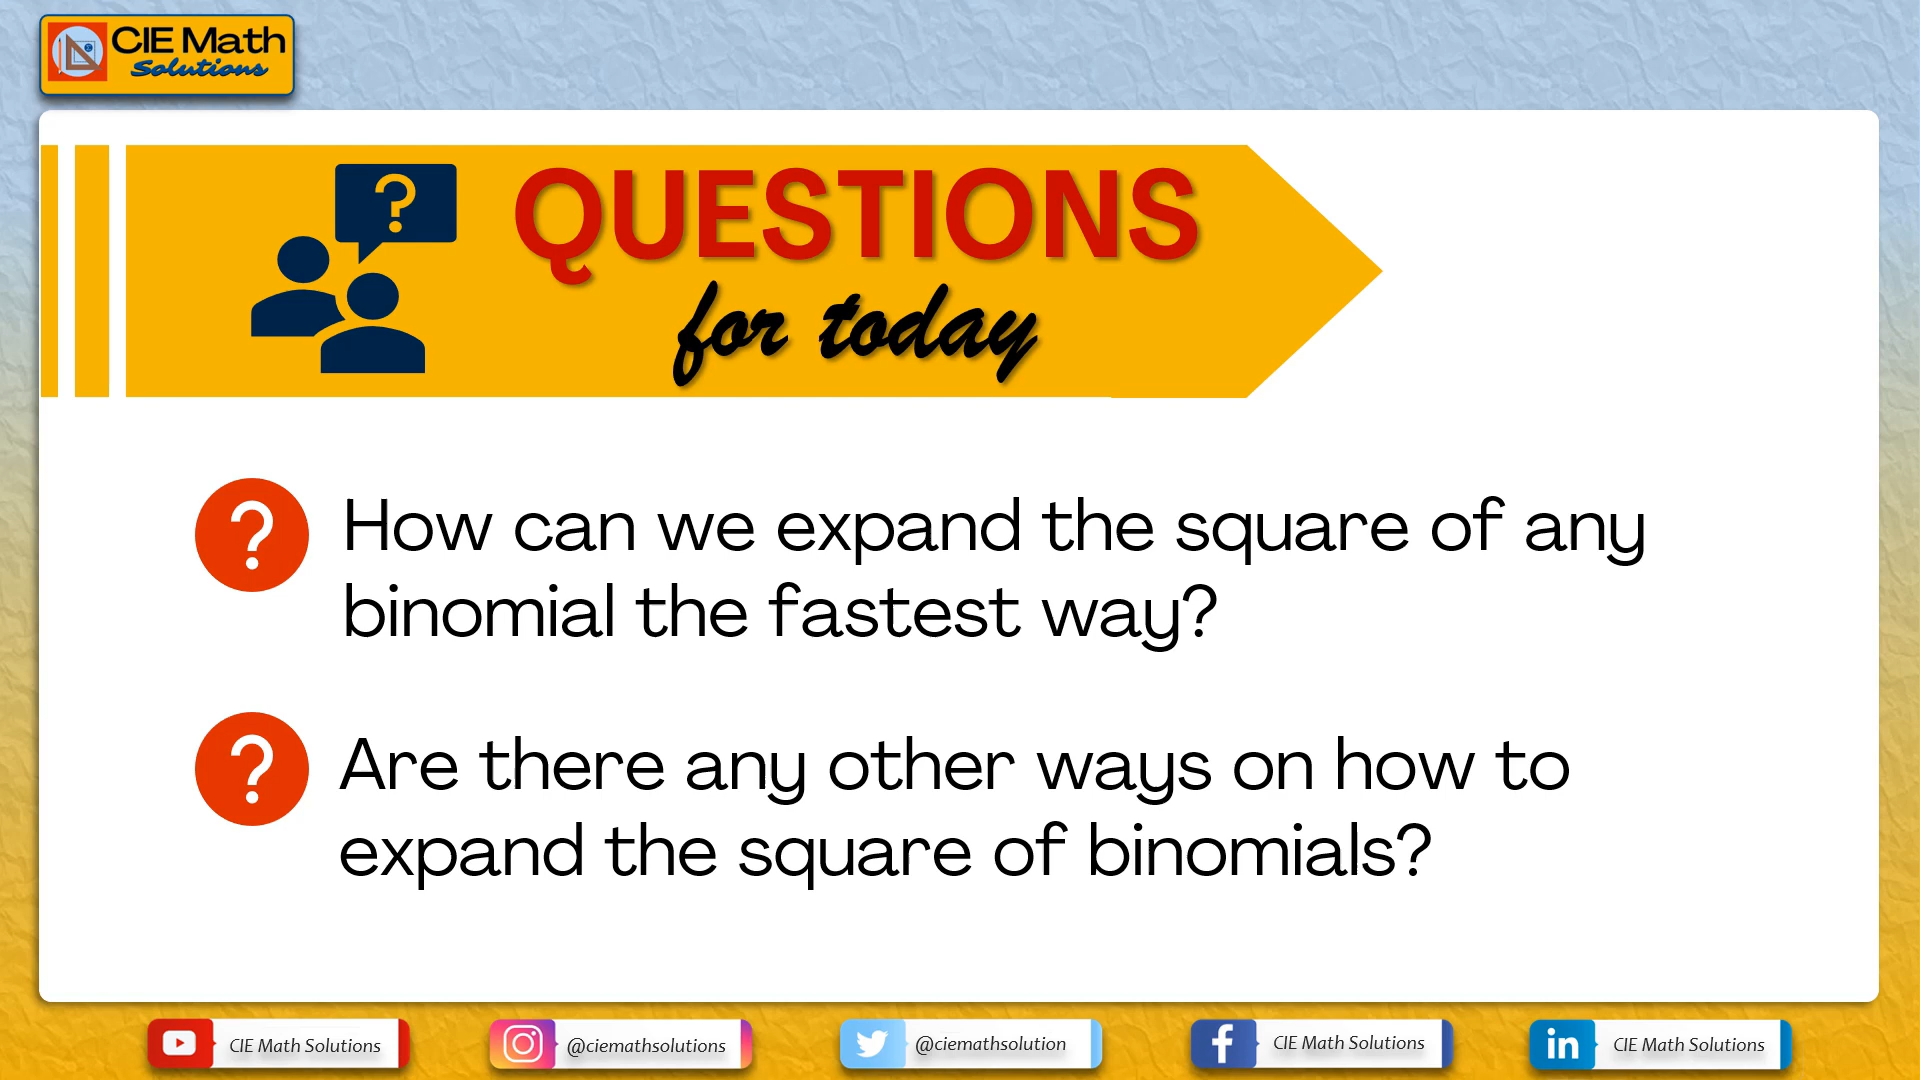 CIE Math
Solutions
?
QUESTIONS
for today
?
How can we expand the square of any
binomial the fastest way?
?
Are there any other ways on how to
expand the square of binomials?
CIE Math Solutions
@ciemathsolutions
@ciemathsolution
f
CIE Math Solutions
in
CIE Math Solutions